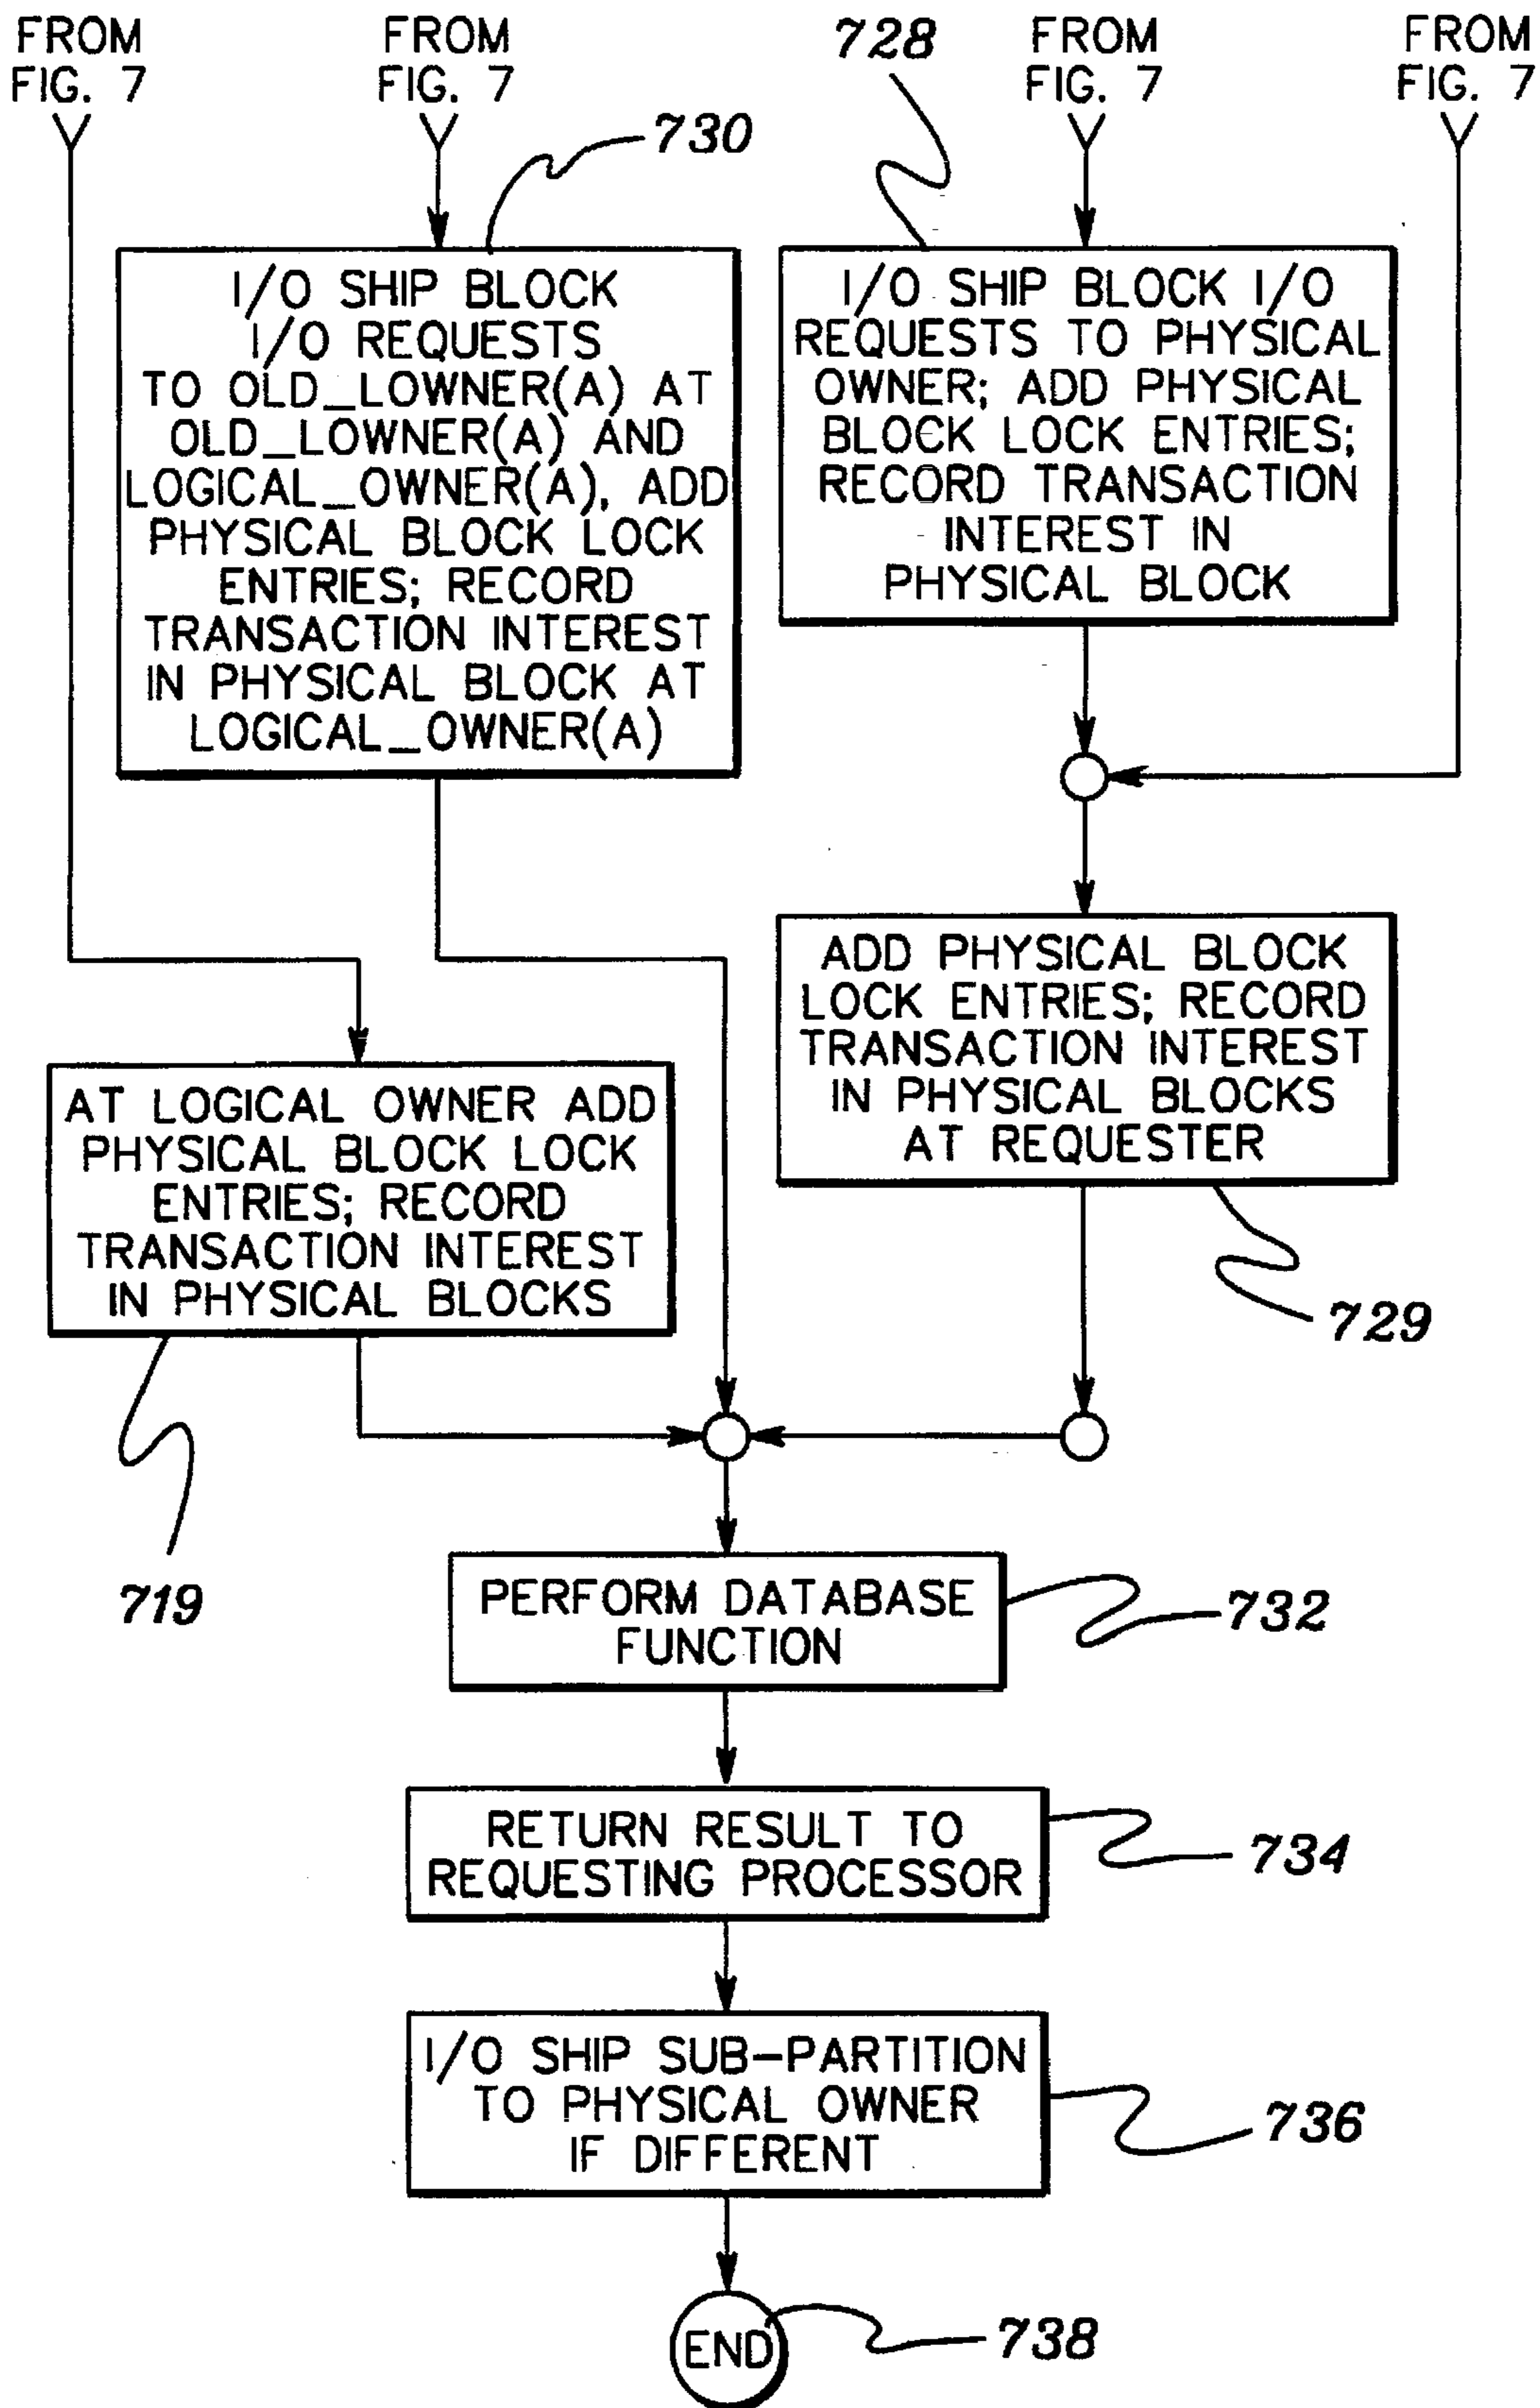 FROM
FIG. 7
FROM
FIG. 7
728
FROM
FIG. 7
FROM
FIG. 7
730
I/O SHIP BLOCK
I/O REQUESTS
TO OLD_LOWNER(A) AT
OLD_LOWNER(A) AND
LOGICAL_OWNER(A), ADD
PHYSICAL BLOCK LOCK
ENTRIES; RECORD
TRANSACTION INTEREST
IN PHYSICAL BLOCK AT
LOGICAL_OWNER(A)
I/O SHIP BLOCK I/O
REQUESTS TO PHYSICAL
OWNER; ADD PHYSICAL
BLOCK LOCK ENTRIES;
RECORD TRANSACTION
INTEREST IN
PHYSICAL BLOCK
ADD PHYSICAL BLOCK
LOCK ENTRIES; RECORD
TRANSACTION INTEREST
IN PHYSICAL BLOCKS
AT REQUESTER
729
AT LOGICAL OWNER ADD
PHYSICAL BLOCK LOCK
ENTRIES; RECORD
TRANSACTION INTEREST
IN PHYSICAL BLOCKS
719
PERFORM DATABASE
FUNCTION
732
RETURN RESULT TO
REQUESTING PROCESSOR
734
I/O SHIP SUB-PARTITION
TO PHYSICAL OWNER
IF DIFFERENT
736
END
738